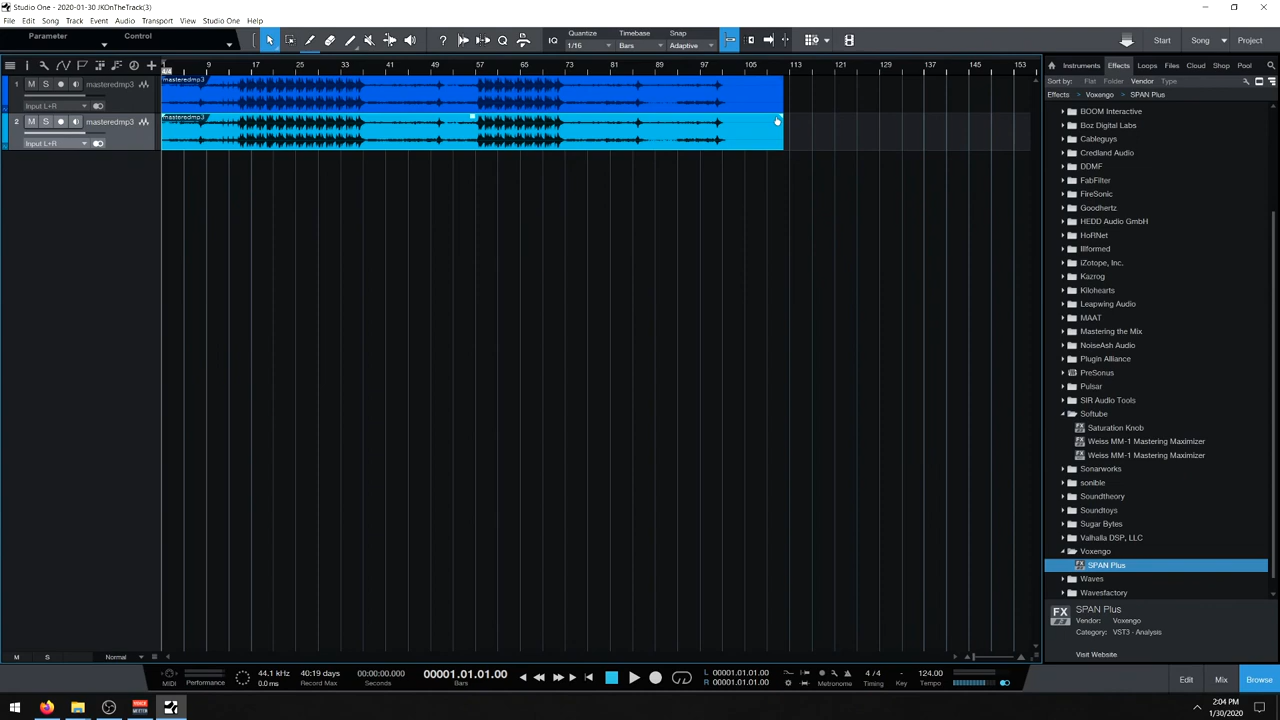 Studio One - 2020-01-30 JKOnTheTrack(3)
File Edit Song Track Event Audio Transport View Studio One Help
Parameter Control
IQ Quantize 1/16 Timebase Bars Snap Adaptive
Start Song Project
9 17 25 33 41 49 57 65 73 81 89 97 105 113 121 129 137 145 153
4/4
1 M S masteredmp3
Input L+R
2 M S masteredmp3
Input L+R
masteredmp3
masteredmp3
Instruments Effects Loops Files Cloud Shop Pool
Sort by: Flat Folder Vendor Type
Effects Voxengo SPAN Plus
BOOM Interactive
Boz Digital Labs
Cableguys
Credland Audio
DDMF
FabFilter
FireSonic
Goodhertz
HEDD Audio GmbH
HoRNet
Illformed
iZotope, Inc.
Kazrog
Kilohearts
Leapwing Audio
MAAT
Mastering the Mix
NoiseAsh Audio
Plugin Alliance
PreSonus
Pulsar
SIR Audio Tools
Softube
Saturation Knob
Weiss MM-1 Mastering Maximizer
Weiss MM-1 Mastering Maximizer
Sonarworks
sonible
Soundtheory
Soundtoys
Sugar Bytes
Valhalla DSP, LLC
Voxengo
SPAN Plus
Waves
Wavesfactory
FX
SPAN Plus
Vendor: Voxengo
Category: VST3 - Analysis
Visit Website
M S Normal
MIDI Performance 44.1 kHz 0.0 ms 40:19 days Record Max 00:00:00.000 Seconds 00001.01.01.00 Bars
L 00001.01.01.00
R 00001.01.01.00
Metronome 4 / 4 Timing - Key 124.00 Tempo
Edit Mix Browse
2:04 PM
1/30/2020